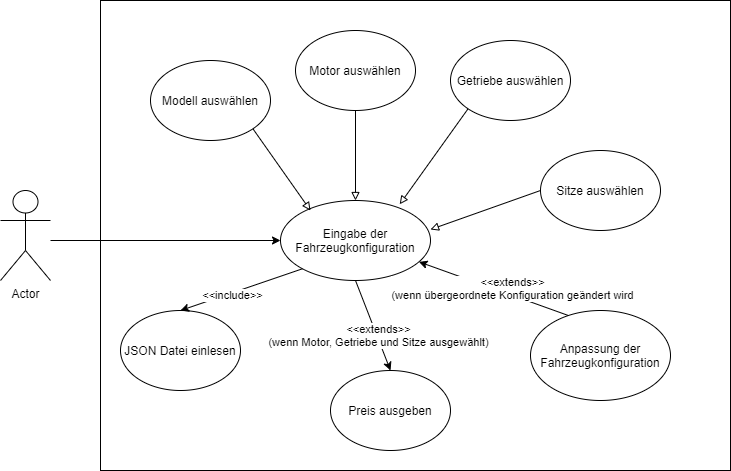 Motor auswählen
Getriebe auswählen
Modell auswählen
Sitze auswählen
Eingabe der
Fahrzeugkonfiguration
Actor
<<include>>
<<extends>>
(wenn übergeordnete Konfiguration geändert wird
<<extends>>
(wenn Motor, Getriebe und Sitze ausgewählt)
JSON Datei einlesen
Anpassung der
Fahrzeugkonfiguration
Preis ausgeben